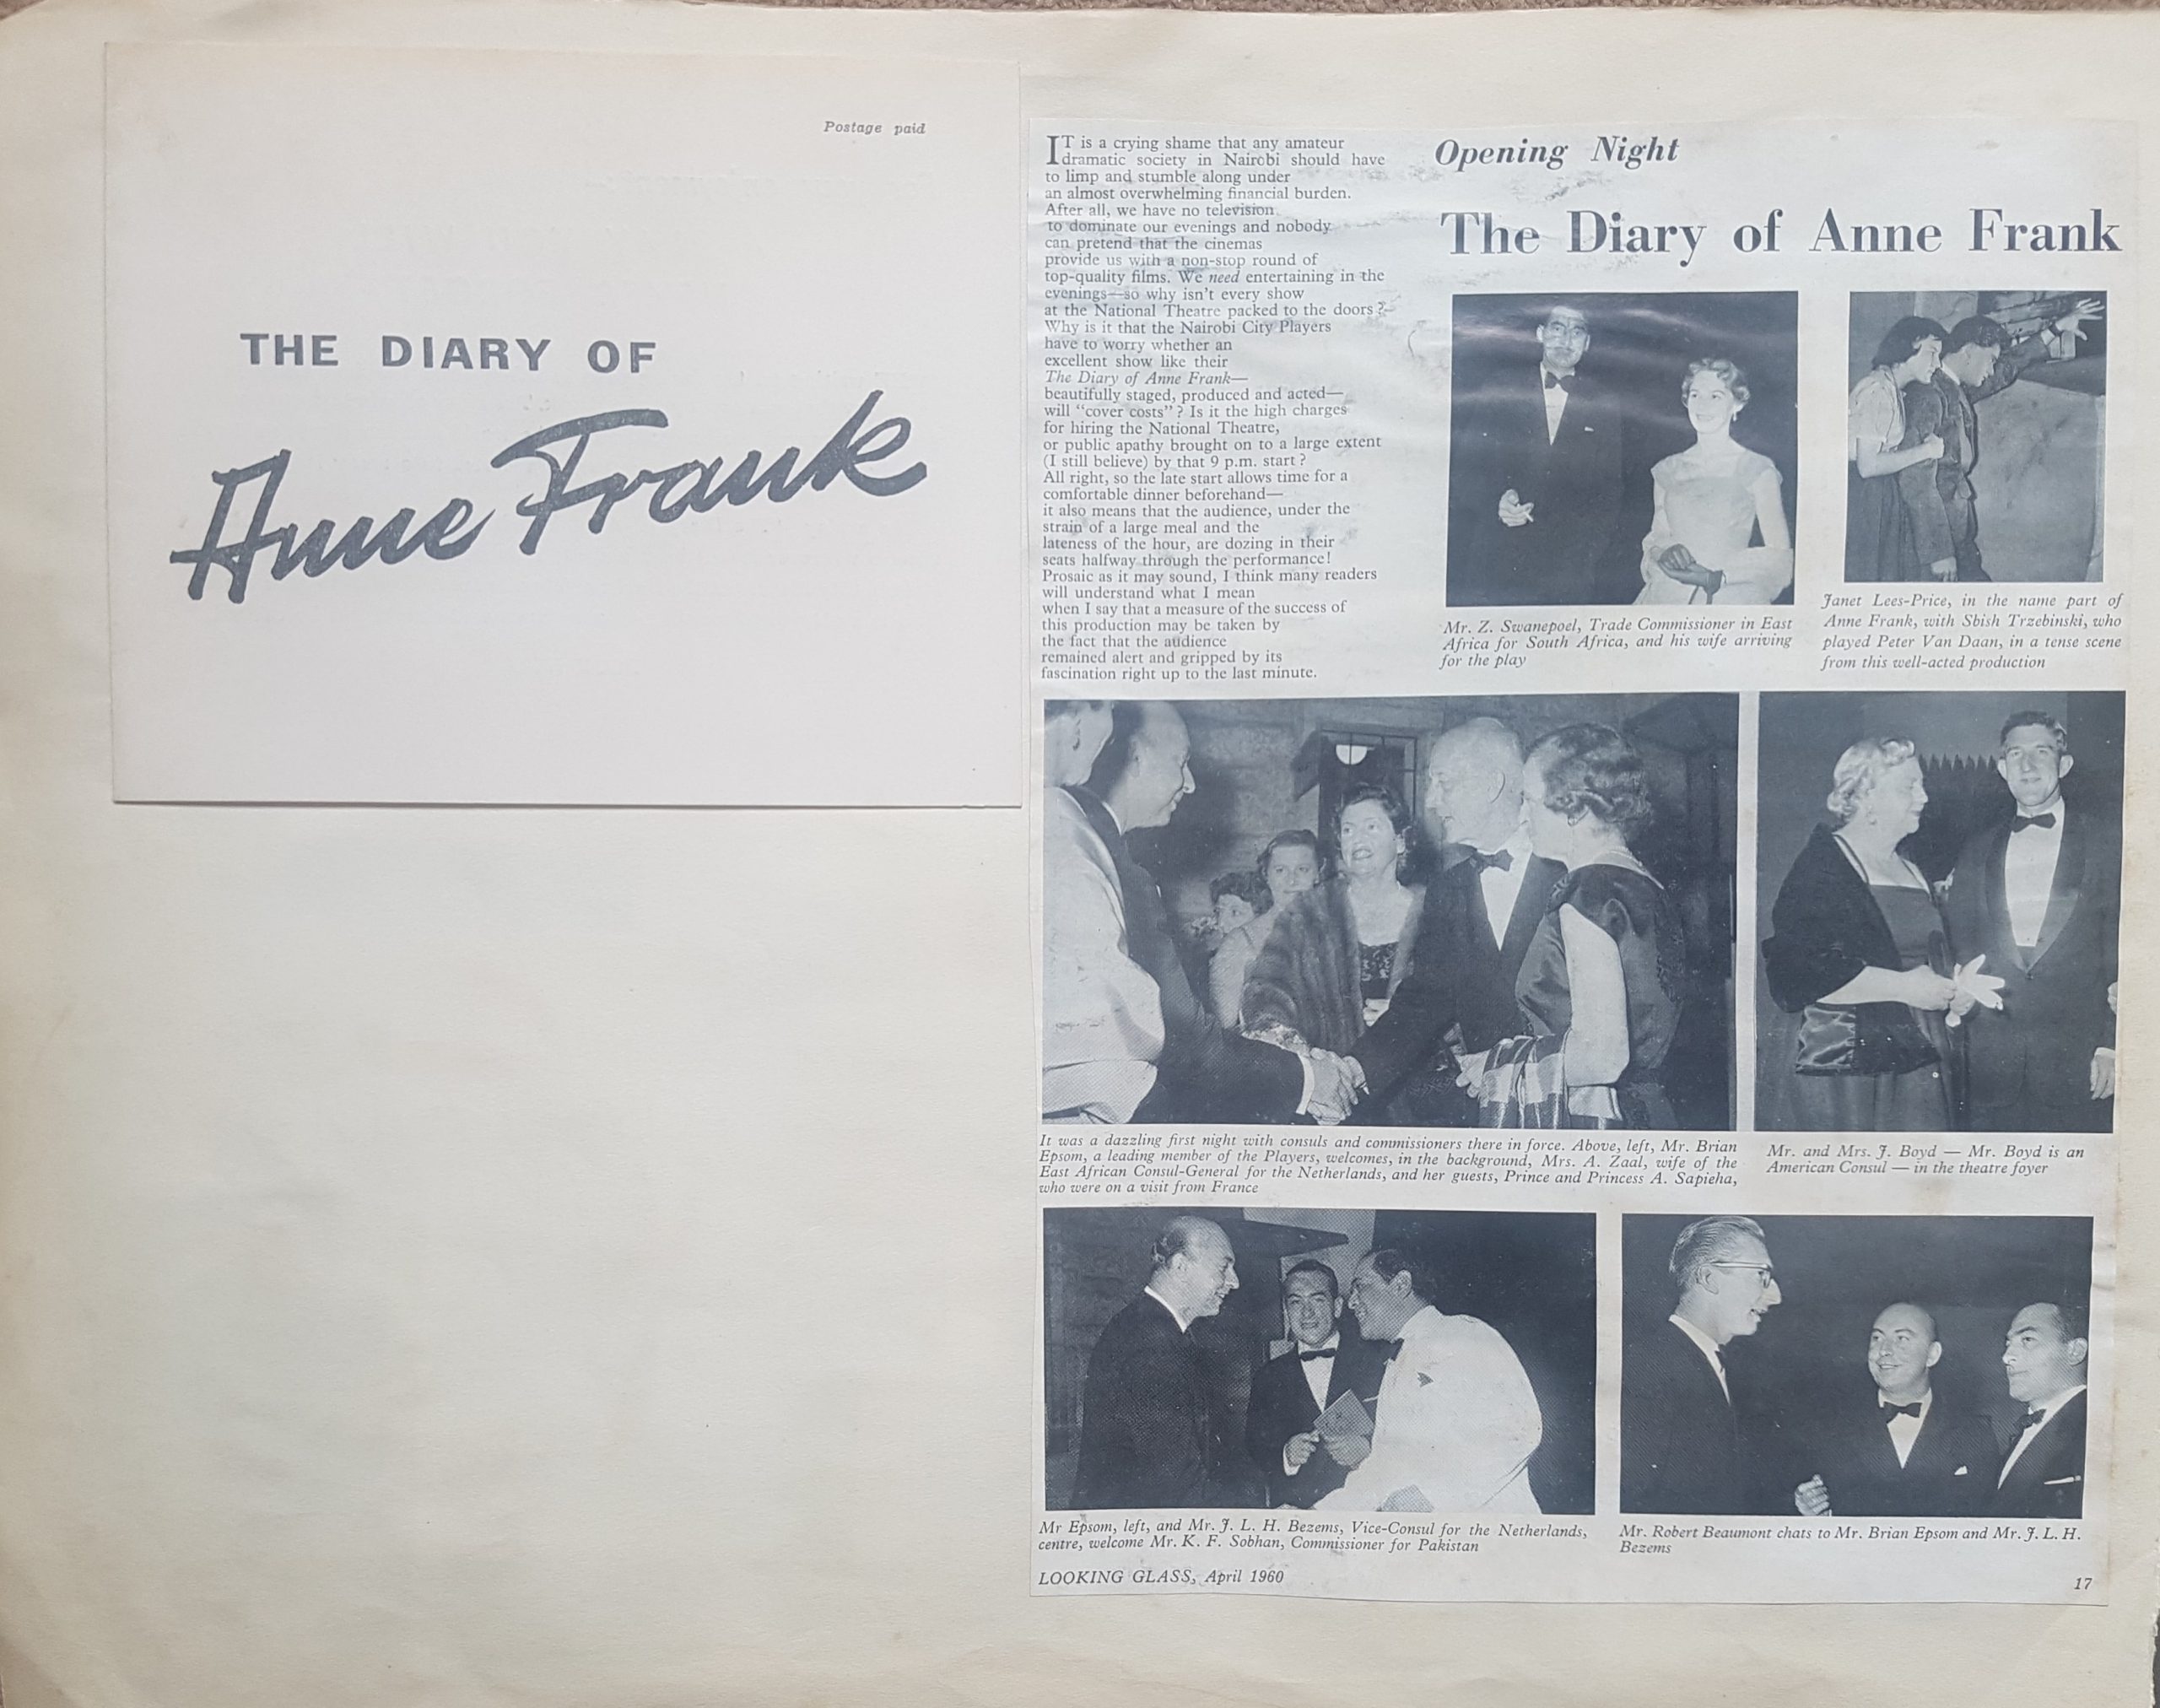 Postage paid
THE DIARY OF
Anne Frank
IT is a crying shame that any amateur
dramatic society in Nairobi should have
to limp and stumble along under
an almost overwhelming financial burden.
After all, we have no television
to dominate our evenings and nobody
can pretend that the cinemas
provide us with a non-stop round of
top-quality films. We need entertaining in the
evenings—so why isn't every show
at the National Theatre packed to the doors?
Why is it that the Nairobi City Players
have to worry whether an
excellent show like their
The Diary of Anne Frank—
beautifully staged, produced and acted—
will "cover costs"? Is it the high charges
for hiring the National Theatre,
or public apathy brought on to a large extent
(I still believe) by that 9 p.m. start?
All right, so the late start allows time for a
comfortable dinner beforehand—
it also means that the audience, under the
strain of a large meal and the
lateness of the hour, are dozing in their
seats halfway through the performance!
Prosaic as it may sound, I think many readers
will understand what I mean
when I say that a measure of the success of
this production may be taken by
the fact that the audience
remained alert and gripped by its
fascination right up to the last minute.
Opening Night
The Diary of Anne Frank
Mr. Z. Swanepoel, Trade Commissioner in East
Africa for South Africa, and his wife arriving
for the play
Janet Lees-Price, in the name part of
Anne Frank, with Sbish Trzebinski, who
played Peter Van Daan, in a tense scene
from this well-acted production
It was a dazzling first night with consuls and commissioners there in force. Above, left, Mr. Brian
Epsom, a leading member of the Players, welcomes, in the background, Mrs. A. Zaal, wife of the
East African Consul-General for the Netherlands, and her guests, Prince and Princess A. Sapieha,
who were on a visit from France
Mr. and Mrs. J. Boyd — Mr. Boyd is an
American Consul — in the theatre foyer
Mr Epsom, left, and Mr. J. L. H. Bezems, Vice-Consul for the Netherlands,
centre, welcome Mr. K. F. Sobhan, Commissioner for Pakistan
Mr. Robert Beaumont chats to Mr. Brian Epsom and Mr. J. L. H.
Bezems
LOOKING GLASS, April 1960
17